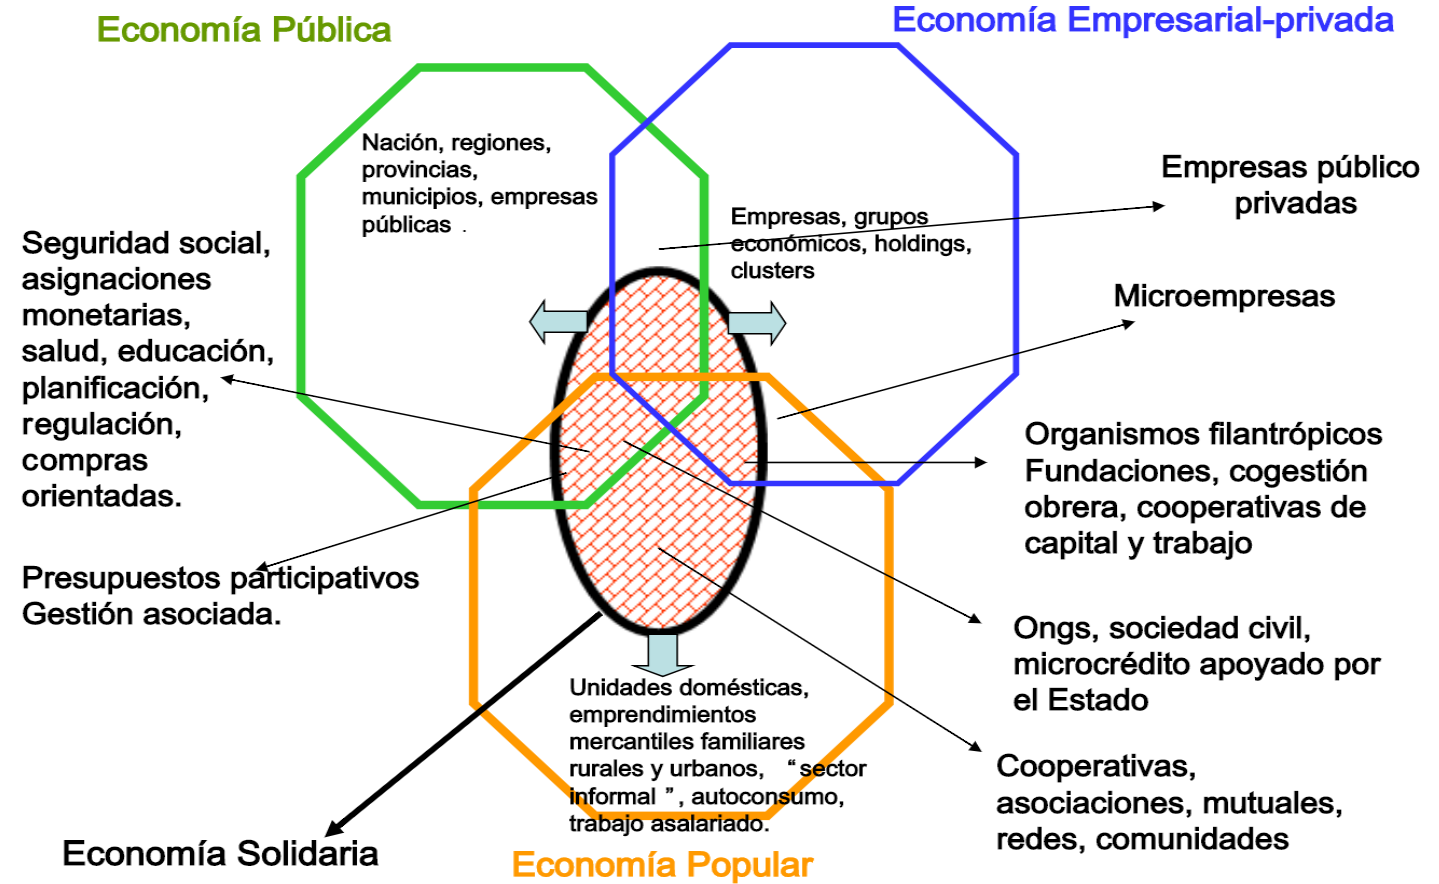 Economía Pública
Economía Empresarial-privada
Nación, regiones,
provincias,
municipios, empresas
públicas .
Empresas, grupos
económicos, holdings,
clusters
Empresas público
privadas
Microempresas
Seguridad social,
asignaciones
monetarias,
salud, educación,
planificación,
regulación,
compras
orientadas.
Organismos filantrópicos
Fundaciones, cogestión
obrera, cooperativas de
capital y trabajo
Presupuestos participativos
Gestión asociada.
Ongs, sociedad civil,
microcrédito apoyado por
el Estado
Unidades domésticas,
emprendimientos
mercantiles familiares
rurales y urbanos, “sector
informal ”, autoconsumo,
trabajo asalariado.
Cooperativas,
asociaciones, mutuales,
redes, comunidades
Economía Solidaria
Economía Popular